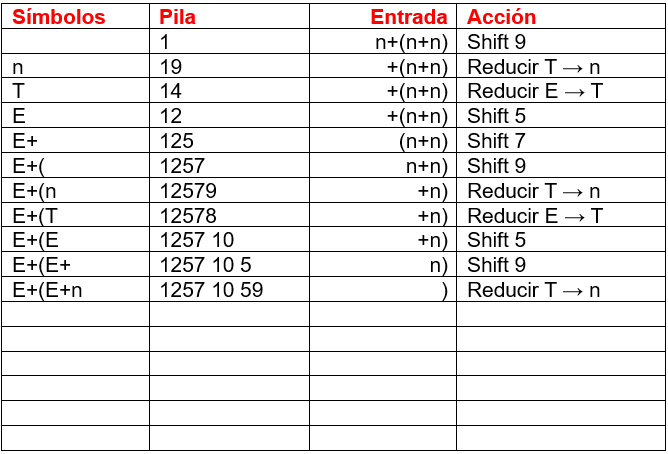 Símbolos Pila Entrada Acción
1 n+(n+n) Shift 9
n 19 +(n+n) Reducir T → n
T 14 +(n+n) Reducir E → T
E 12 +(n+n) Shift 5
E+ 125 (n+n) Shift 7
E+( 1257 n+n) Shift 9
E+(n 12579 +n) Reducir T → n
E+(T 12578 +n) Reducir E → T
E+(E 1257 10 +n) Shift 5
E+(E+ 1257 10 5 n) Shift 9
E+(E+n 1257 10 59 ) Reducir T → n